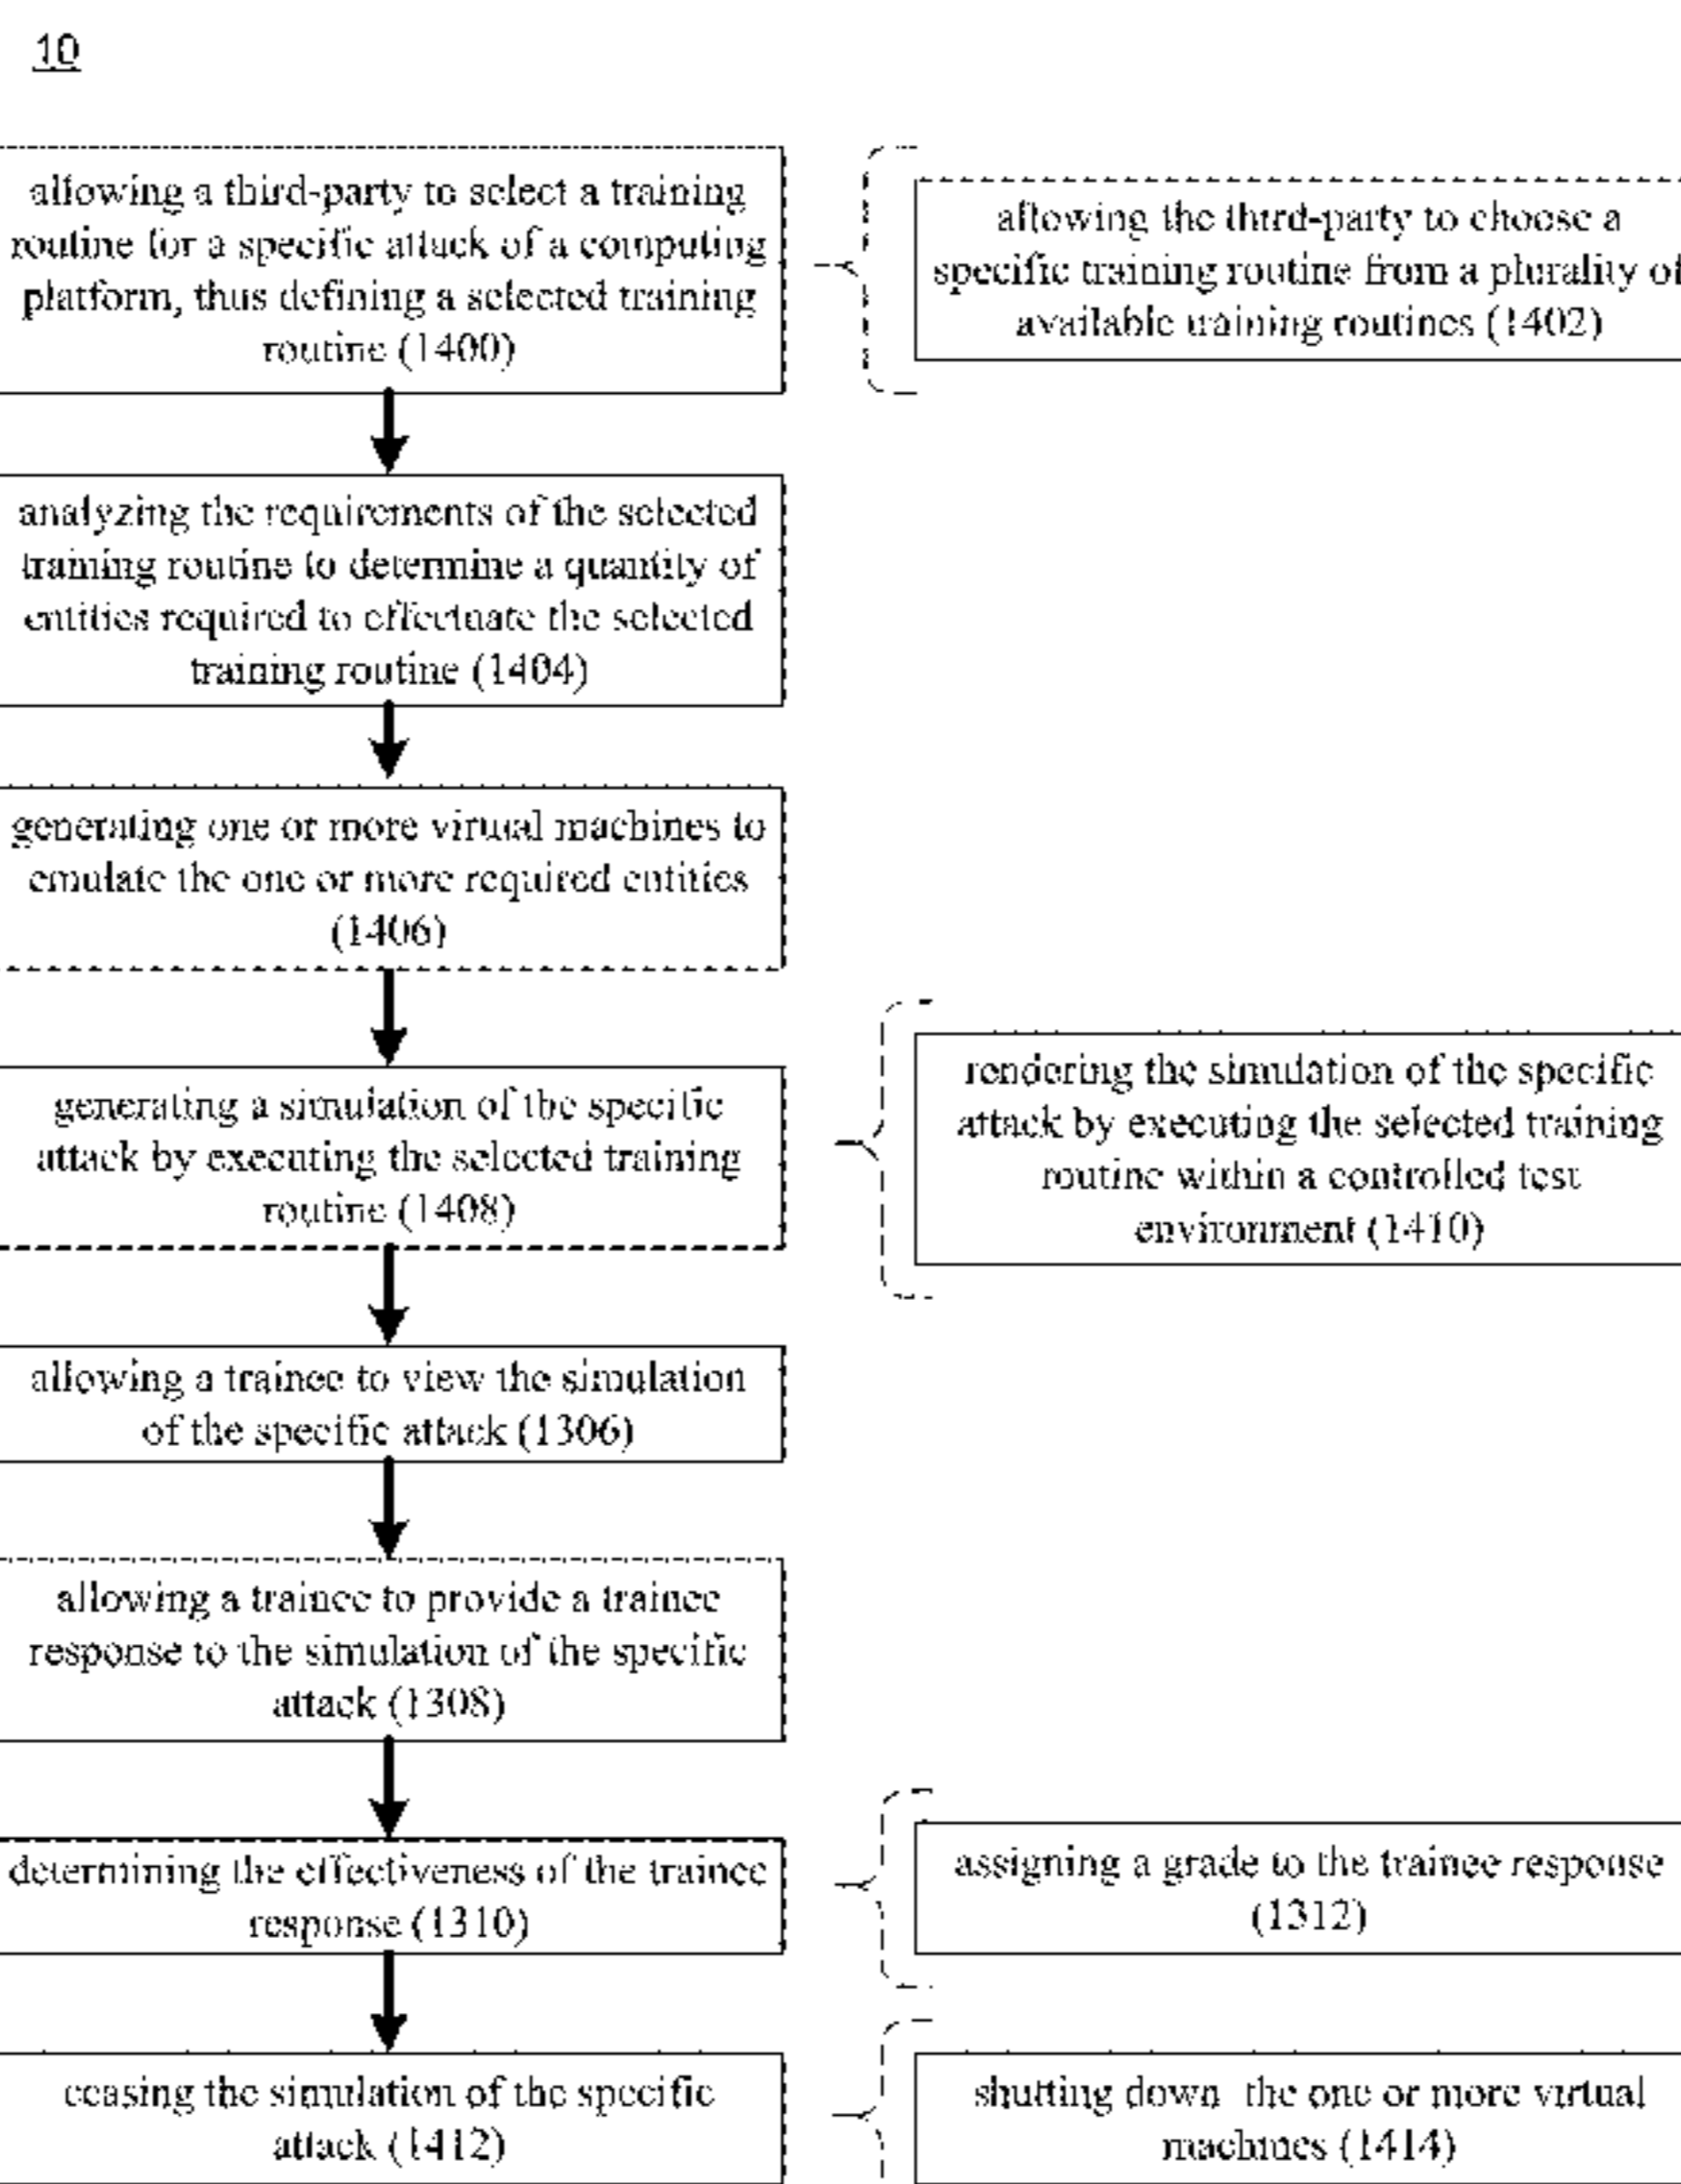 10
allowing a third-party to select a training
routine for a specific attack of a computing
platform, thus defining a selected training
routine (1400)
allowing the third-party to choose a
specific training routine from a plurality of
available training routines (1402)
analyzing the requirements of the selected
training routine to determine a quantity of
entities required to effectuate the selected
training routine (1404)
generating one or more virtual machines to
emulate the one or more required entities
(1406)
generating a simulation of the specific
attack by executing the selected training
routine (1408)
rendering the simulation of the specific
attack by executing the selected training
routine within a controlled test
environment (1410)
allowing a trainee to view the simulation
of the specific attack (1306)
allowing a trainee to provide a trainee
response to the simulation of the specific
attack (1308)
determining the effectiveness of the trainee
response (1310)
assigning a grade to the trainee response
(1312)
ceasing the simulation of the specific
attack (1412)
shutting down the one or more virtual
machines (1414)